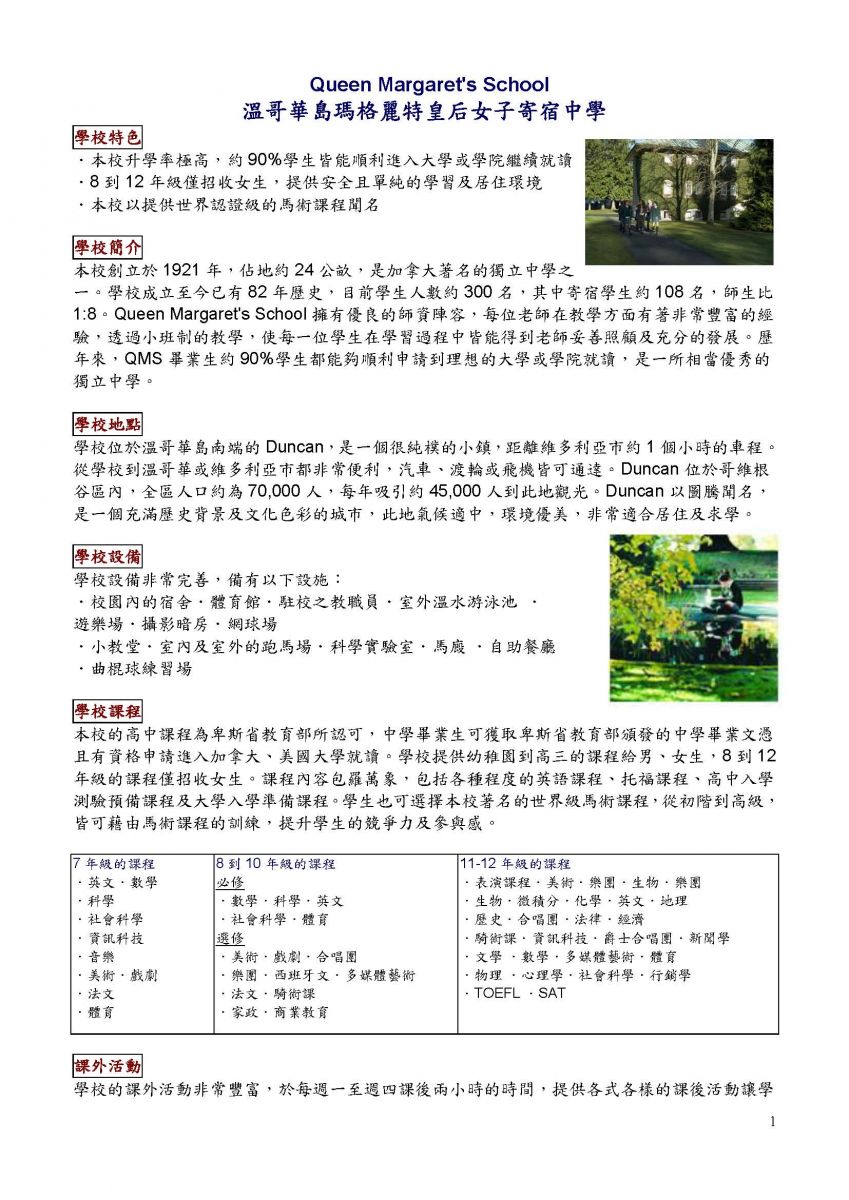 Queen Margaret's School
溫哥華島瑪格麗特皇后女子寄宿中學
學校特色
．本校升學率極高，約 90%學生皆能順利進入大學或學院繼續就讀
．8 到 12 年級僅招收女生，提供安全且單純的學習及居住環境
．本校以提供世界認證級的馬術課程聞名
學校簡介
本校創立於 1921 年，佔地約 24 公畝，是加拿大著名的獨立中學之
一。學校成立至今已有 82 年歷史，目前學生人數約 300 名，其中寄宿學生約 108 名，師生比
1:8。Queen Margaret's School 擁有優良的師資陣容，每位老師在教學方面有著非常豐富的經
驗，透過小班制的教學，使每一位學生在學習過程中皆能得到老師妥善照顧及充分的發展。歷
年來，QMS 畢業生約 90%學生都能夠順利申請到理想的大學或學院就讀，是一所相當優秀的
獨立中學。
學校地點
學校位於溫哥華島南端的 Duncan，是一個很純樸的小鎮，距離維多利亞市約 1 個小時的車程。
從學校到溫哥華或維多利亞市都非常便利，汽車、渡輪或飛機皆可通達。Duncan 位於哥維根
谷區內，全區人口約為 70,000 人，每年吸引約 45,000 人到此地觀光。Duncan 以圖騰聞名，
是一個充滿歷史背景及文化色彩的城市，此地氣候適中，環境優美，非常適合居住及求學。
學校設備
學校設備非常完善，備有以下設施：
．校園內的宿舍．體育館．駐校之教職員．室外溫水游泳池 ．
遊樂場．攝影暗房．網球場
．小教堂．室內及室外的跑馬場．科學實驗室．馬廄 ．自助餐廳
．曲棍球練習場
學校課程
本校的高中課程為卑斯省教育部所認可，中學畢業生可獲取卑斯省教育部頒發的中學畢業文憑
且有資格申請進入加拿大、美國大學就讀。學校提供幼稚園到高三的課程給男、女生，8 到 12
年級的課程僅招收女生。課程內容包羅萬象，包括各種程度的英語課程、托福課程、高中入學
測驗預備課程及大學入學準備課程。學生也可選擇本校著名的世界級馬術課程，從初階到高級，
皆可藉由馬術課程的訓練，提升學生的競爭力及參與感。
7 年級的課程
．英文．數學
．科學
．社會科學
．資訊科技
．音樂
．美術．戲劇
．法文
．體育
8 到 10 年級的課程
必修
．數學．科學．英文
．社會科學．體育
選修
．美術．戲劇．合唱團
．樂團．西班牙文．多媒體藝術
．法文．騎術課
．家政．商業教育
11-12 年級的課程
．表演課程．美術．樂團．生物．樂團
．生物．微積分．化學．英文．地理
．歷史．合唱團．法律．經濟
．騎術課．資訊科技．爵士合唱團．新聞學
．文學 ．數學．多媒體藝術．體育
．物理 ．心理學．社會科學．行銷學
．TOEFL ．SAT
課外活動
學校的課外活動非常豐富，於每週一至週四課後兩小時的時間，提供各式各樣的課後活動讓學
1